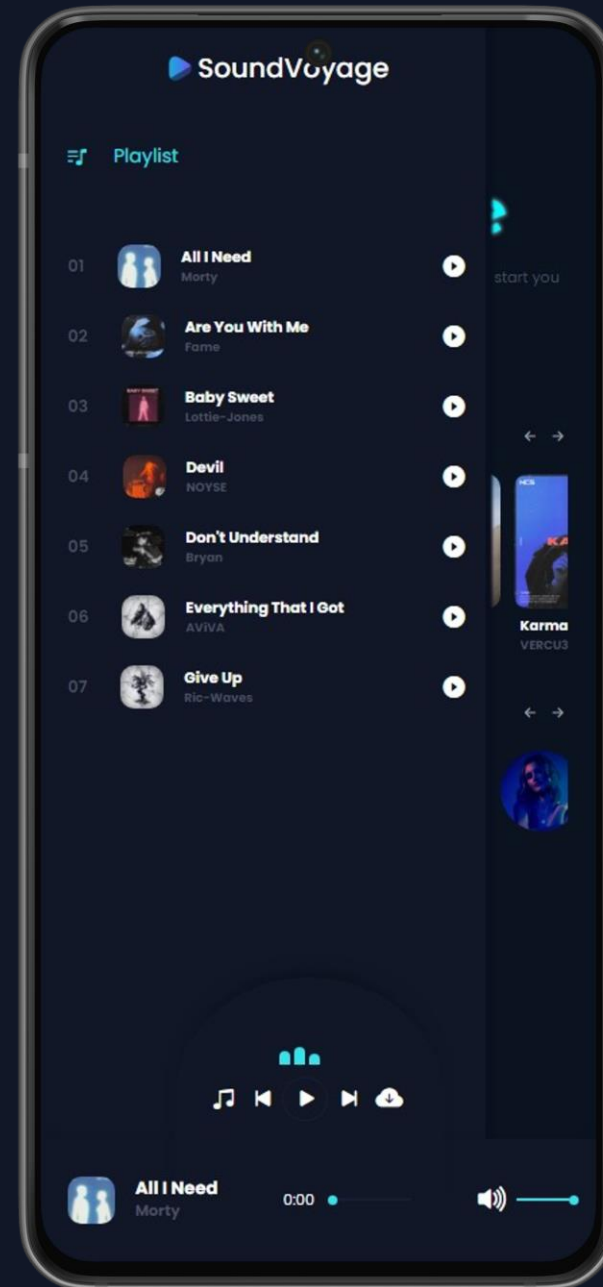 SoundVoyage
Playlist
01
All I Need
Morty
02
Are You With Me
Fame
03
Baby Sweet
Lottie-Jones
04
Devil
NOYSE
05
Don't Understand
Bryan
06
Everything That I Got
AViVA
07
Give Up
Ric-Waves
start you
NCS
KA
Karma
VERCU3
All I Need
Morty
0:00